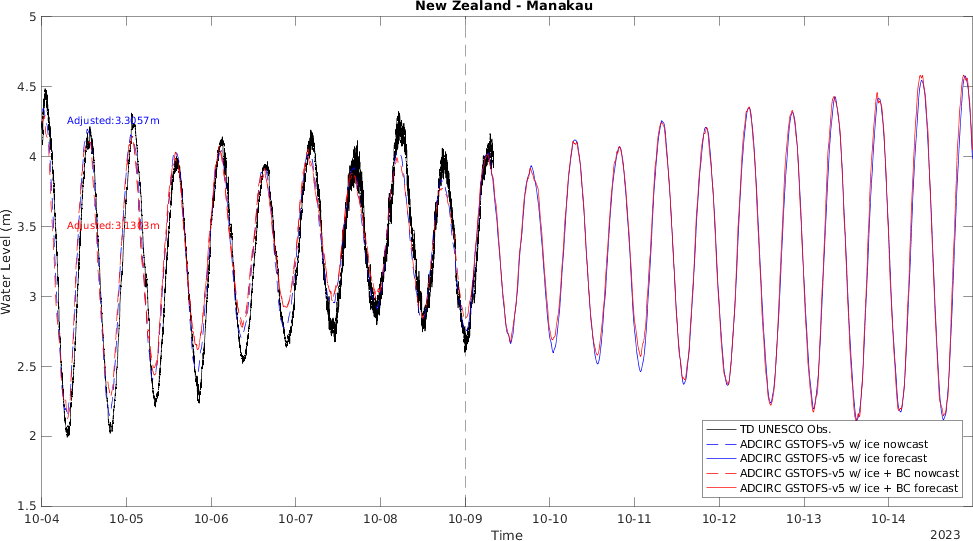 New Zealand - Manakau
5
4.5
4
3.5
3
2.5
2
1.5
Water Level (m)
Adjusted:3.3057m
Adjusted:3.1303m
TD UNESCO Obs.
ADCIRC GSTOFS-v5 w/ ice nowcast
ADCIRC GSTOFS-v5 w/ ice forecast
ADCIRC GSTOFS-v5 w/ ice + BC nowcast
ADCIRC GSTOFS-v5 w/ ice + BC forecast
10-04 10-05 10-06 10-07 10-08 10-09 10-10 10-11 10-12 10-13 10-14
Time
2023